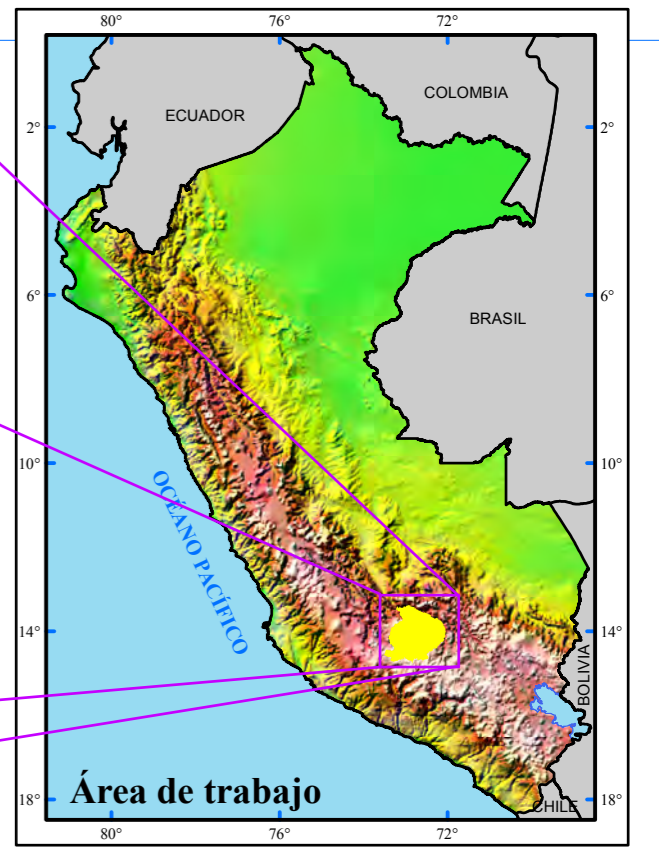 80° 76° 72°
COLOMBIA
ECUADOR
2° 2°
6° 6°
BRASIL
10° 10°
OCÉANO PACÍFICO
14° 14°
BOLIVIA
18° Área de trabajo 18°
CHILE
80° 76° 72°